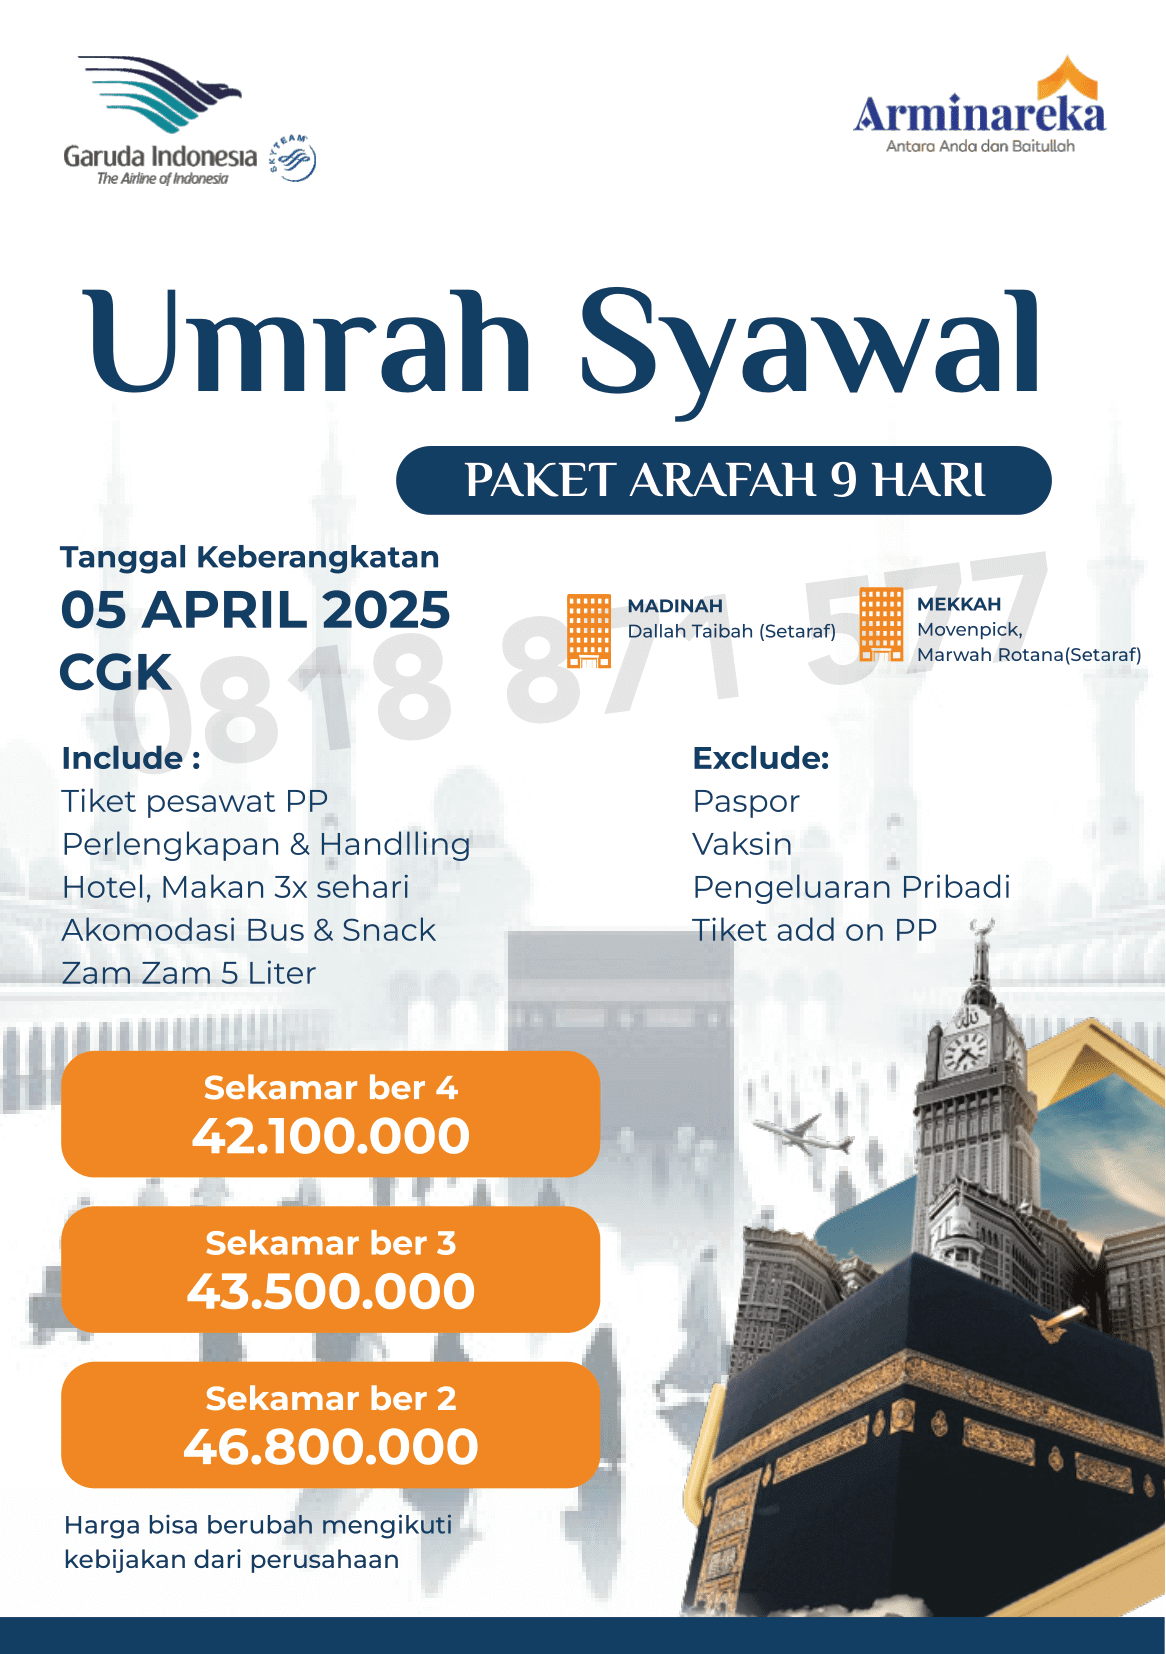 Garuda Indonesia
The Airline of Indonesia
SKYTEAM
Arminareka
Antara Anda dan Baitullah
Umrah Syawal
PAKET ARAFAH 9 HARI
Tanggal Keberangkatan
05 APRIL 2025
CGK
0818 871 577
MADINAH
Dallah Taibah (Setaraf)
MEKKAH
Movenpick,
Marwah Rotana(Setaraf)
Include :
Tiket pesawat PP
Perlengkapan & Handlling
Hotel, Makan 3x sehari
Akomodasi Bus & Snack
Zam Zam 5 Liter
Exclude:
Paspor
Vaksin
Pengeluaran Pribadi
Tiket add on PP
Sekamar ber 4
42.100.000
Sekamar ber 3
43.500.000
Sekamar ber 2
46.800.000
Harga bisa berubah mengikuti
kebijakan dari perusahaan